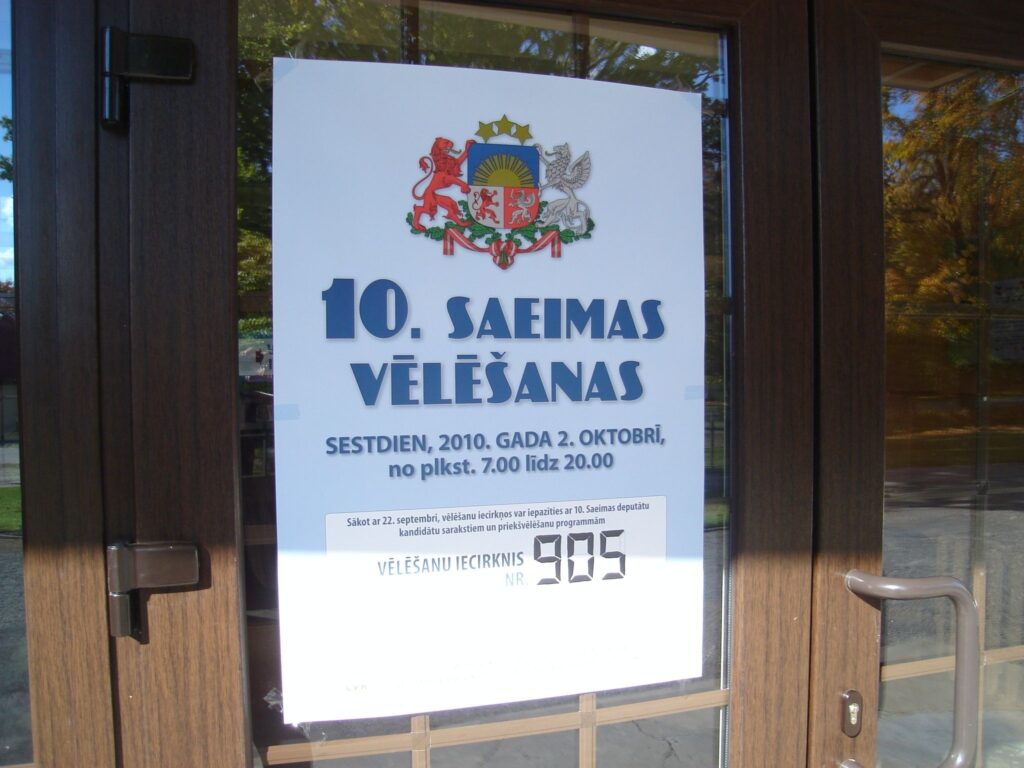 10. SAEIMAS
VĒLĒŠANAS
SESTDIEN, 2010. GADA 2. OKTOBRĪ,
no plkst. 7.00 līdz 20.00
Sākot ar 22. septembri, vēlēšanu iecirkņos var iepazīties ar 10. Saeimas deputātu
kandidātu sarakstiem un priekšvēlēšanu programmām
VĒLĒŠANU IECIRKNIS
NR. 905